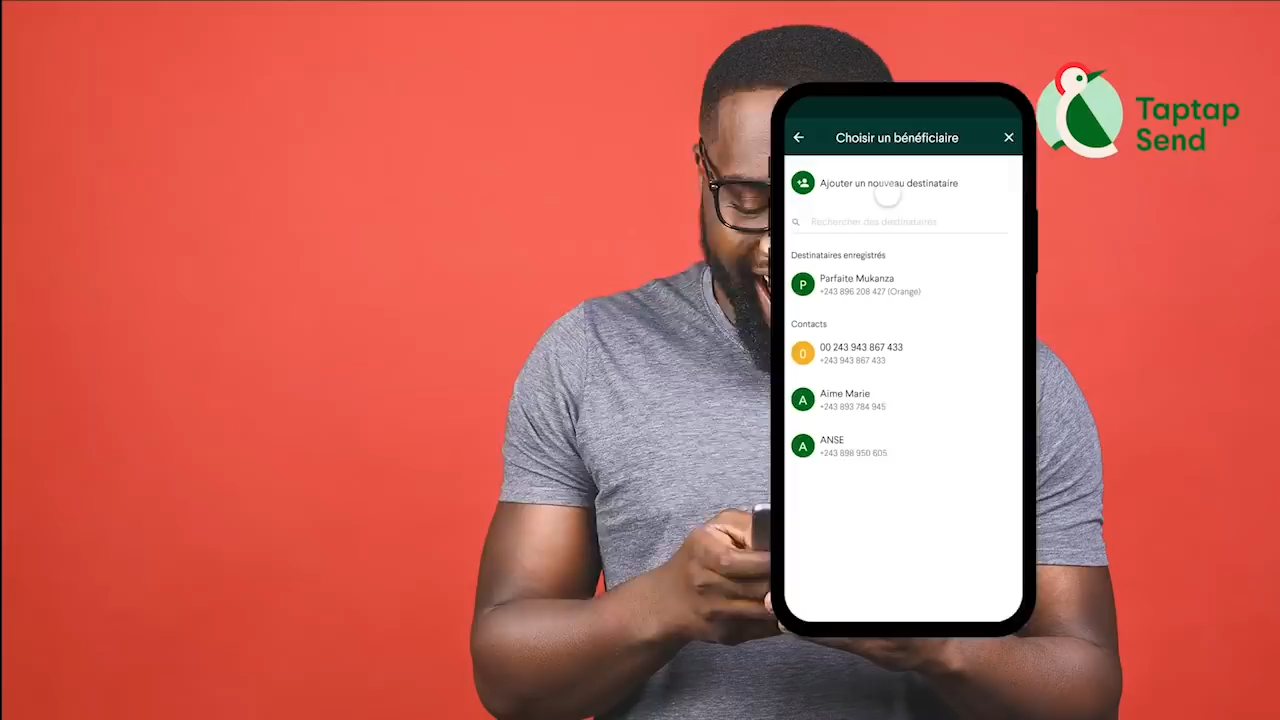 Taptap
Send
Choisir un bénéficiaire
Ajouter un nouveau destinataire
Rechercher des destinataires
Destinataires enregistrés
P
Parfaite Mukanza
+243 896 208 427 (Orange)
Contacts
0
00 243 943 867 433
+243 943 867 433
A
Aime Marie
+243 893 784 945
A
ANSE
+243 898 950 605